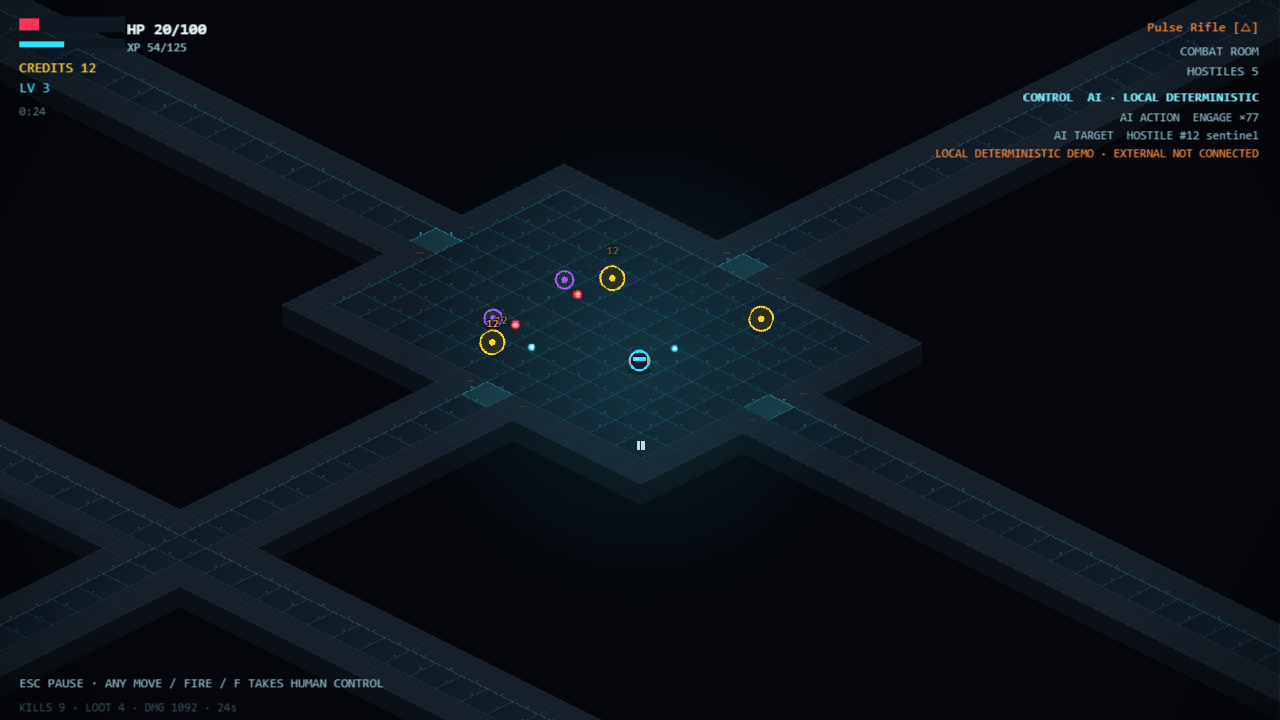 HP 20/100
XP 54/125
CREDITS 12
LV 3
0:24
Pulse Rifle [△]
COMBAT ROOM
HOSTILES 5
CONTROL AI · LOCAL DETERMINISTIC
AI ACTION ENGAGE ×77
AI TARGET HOSTILE #12 sentinel
LOCAL DETERMINISTIC DEMO · EXTERNAL NOT CONNECTED
12
12
ESC PAUSE · ANY MOVE / FIRE / F TAKES HUMAN CONTROL
KILLS 9 · LOOT 4 · DMG 1092 · 24s